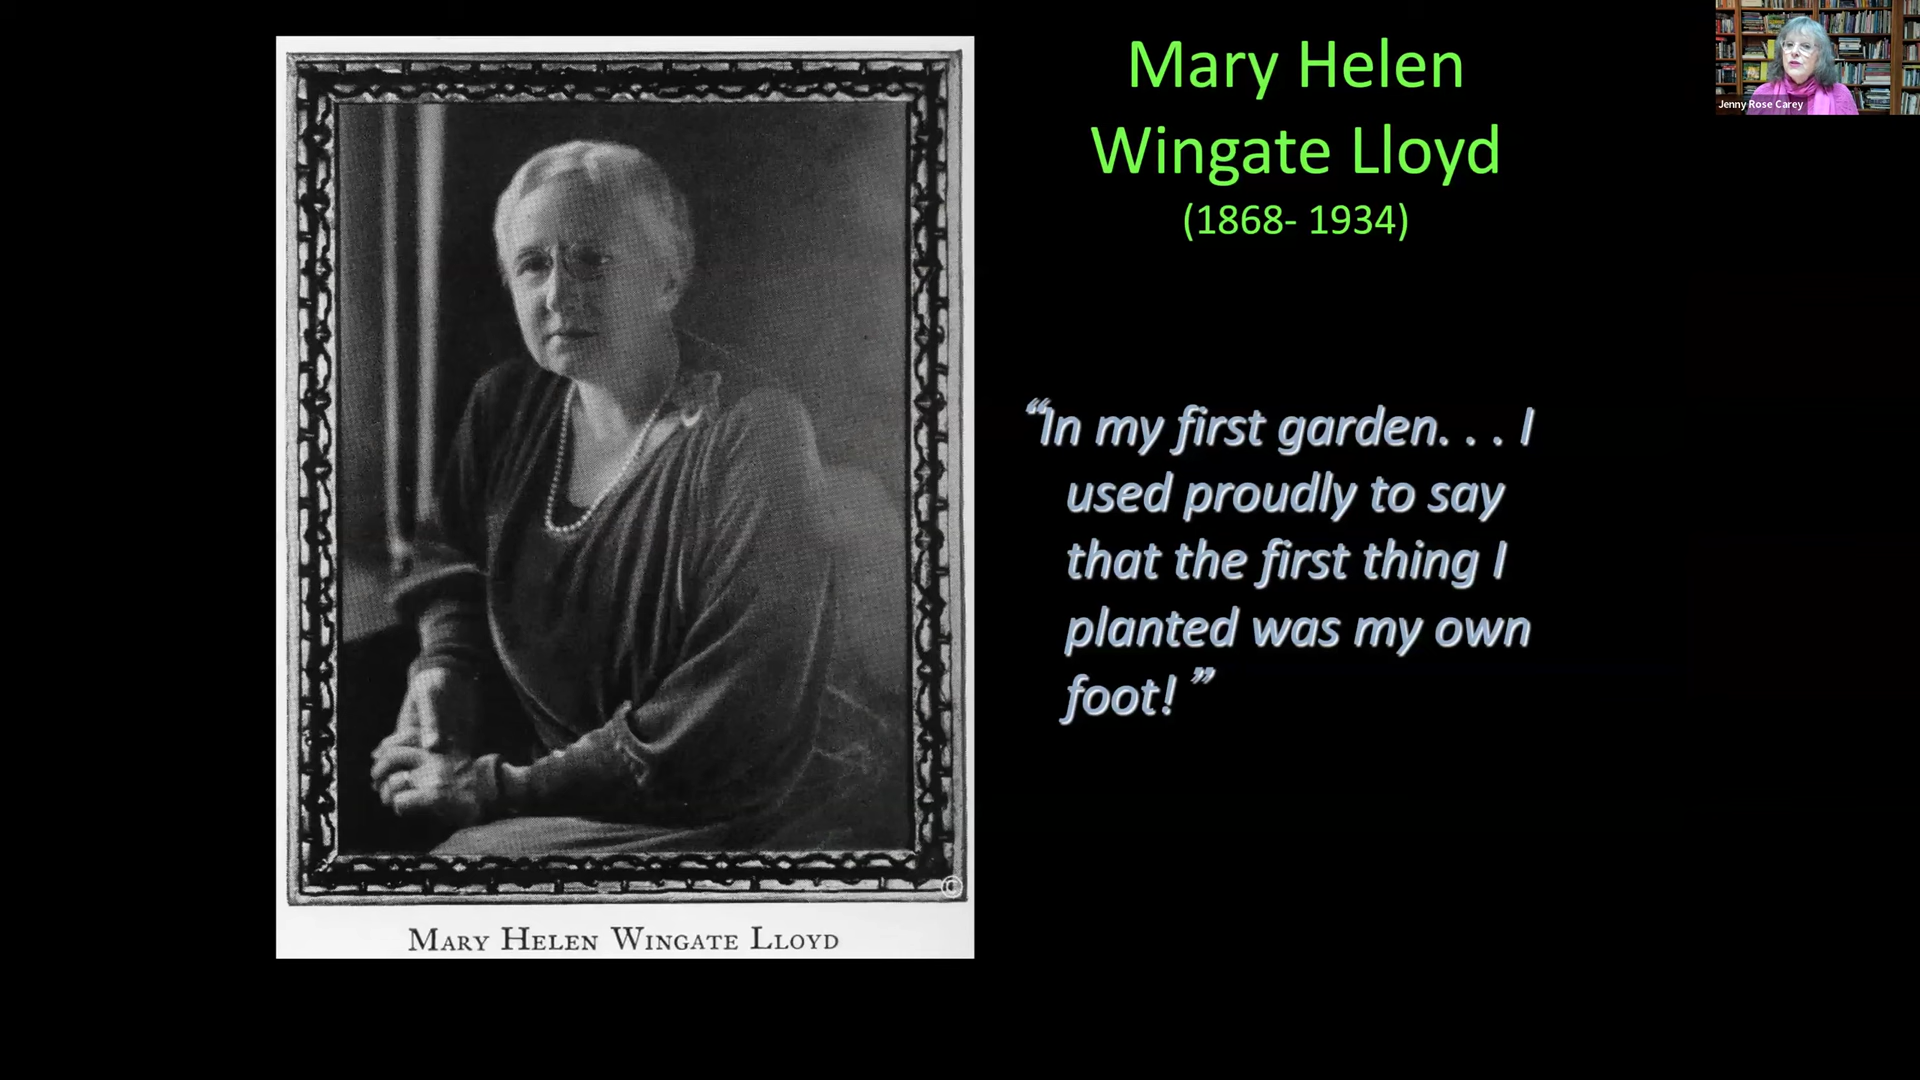 Mary Helen
Wingate Lloyd
(1868- 1934)
Jenny Rose Carey
“In my first garden. . . I
used proudly to say
that the first thing I
planted was my own
foot! ”
©
Mary Helen Wingate Lloyd